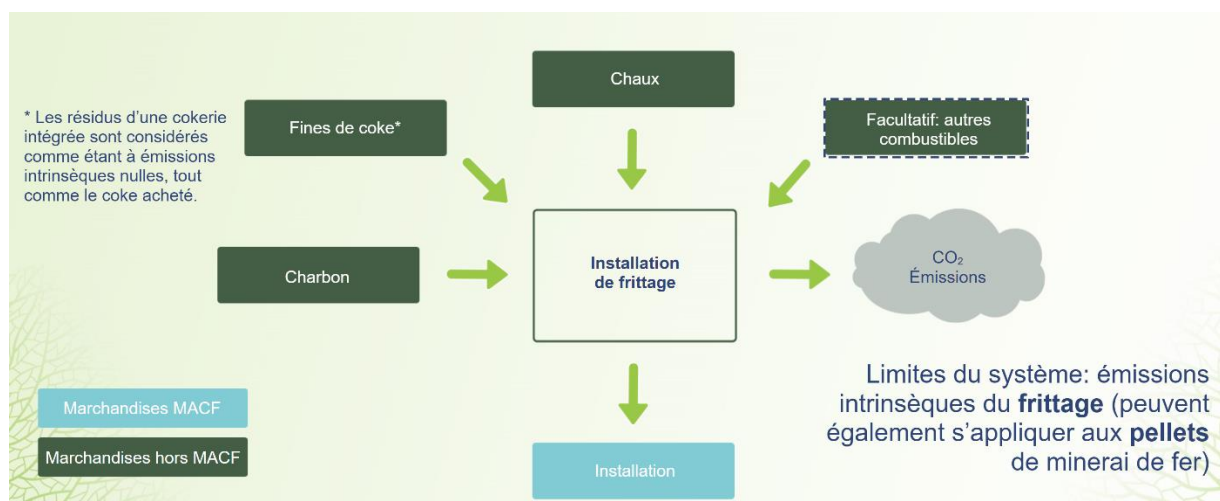 Chaux
* Les résidus d’une cokerie
intégrée sont considérés
comme étant à émissions
intrinsèques nulles, tout
comme le coke acheté.
Fines de coke*
Facultatif: autres
combustibles
Charbon
Installation
de frittage
CO₂
Émissions
Marchandises MACF
Marchandises hors MACF
Installation
Limites du système: émissions
intrinsèques du frittage (peuvent
également s’appliquer aux pellets
de minerai de fer)